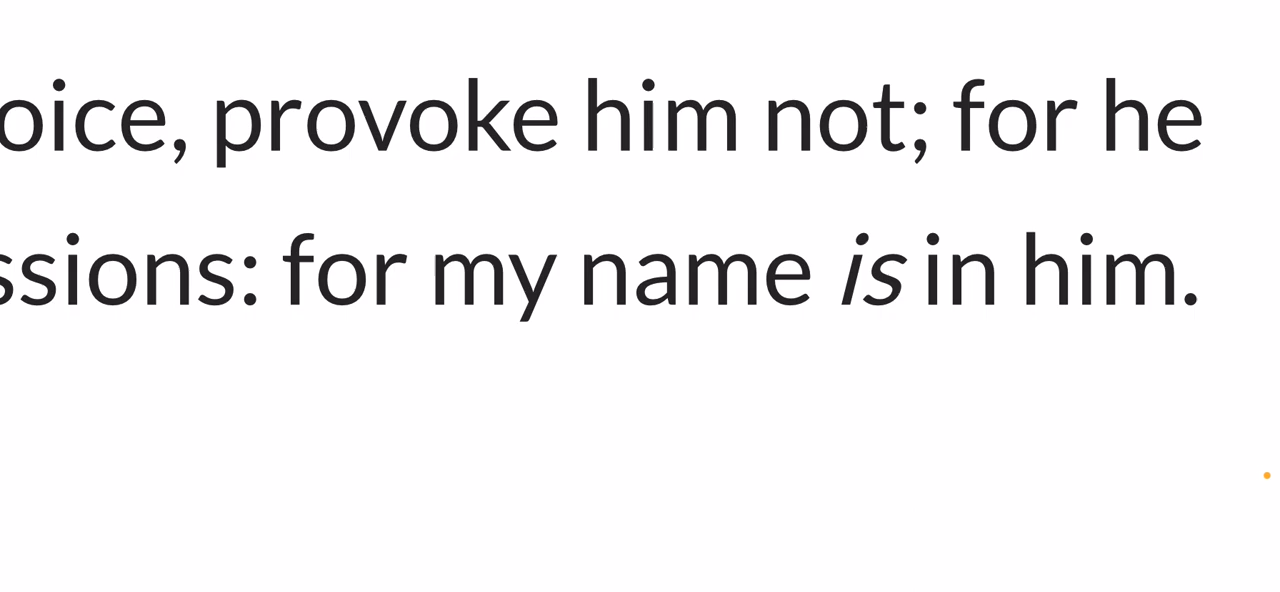 oice, provoke him not; for he
ssions: for my name is in him.